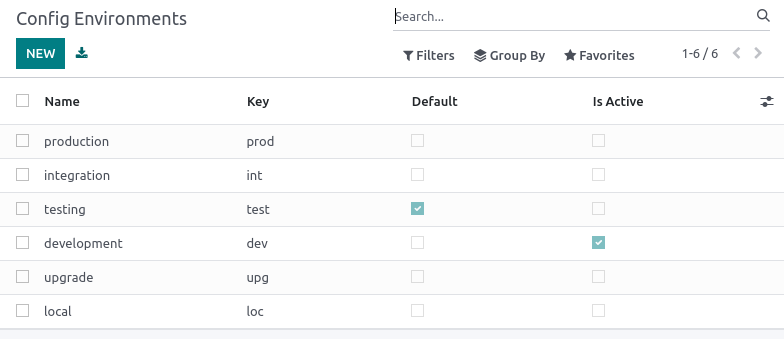 Config Environments
Search...
NEW
Filters Group By Favorites 1-6 / 6
Name Key Default Is Active
production prod
integration int
testing test
development dev
upgrade upg
local loc